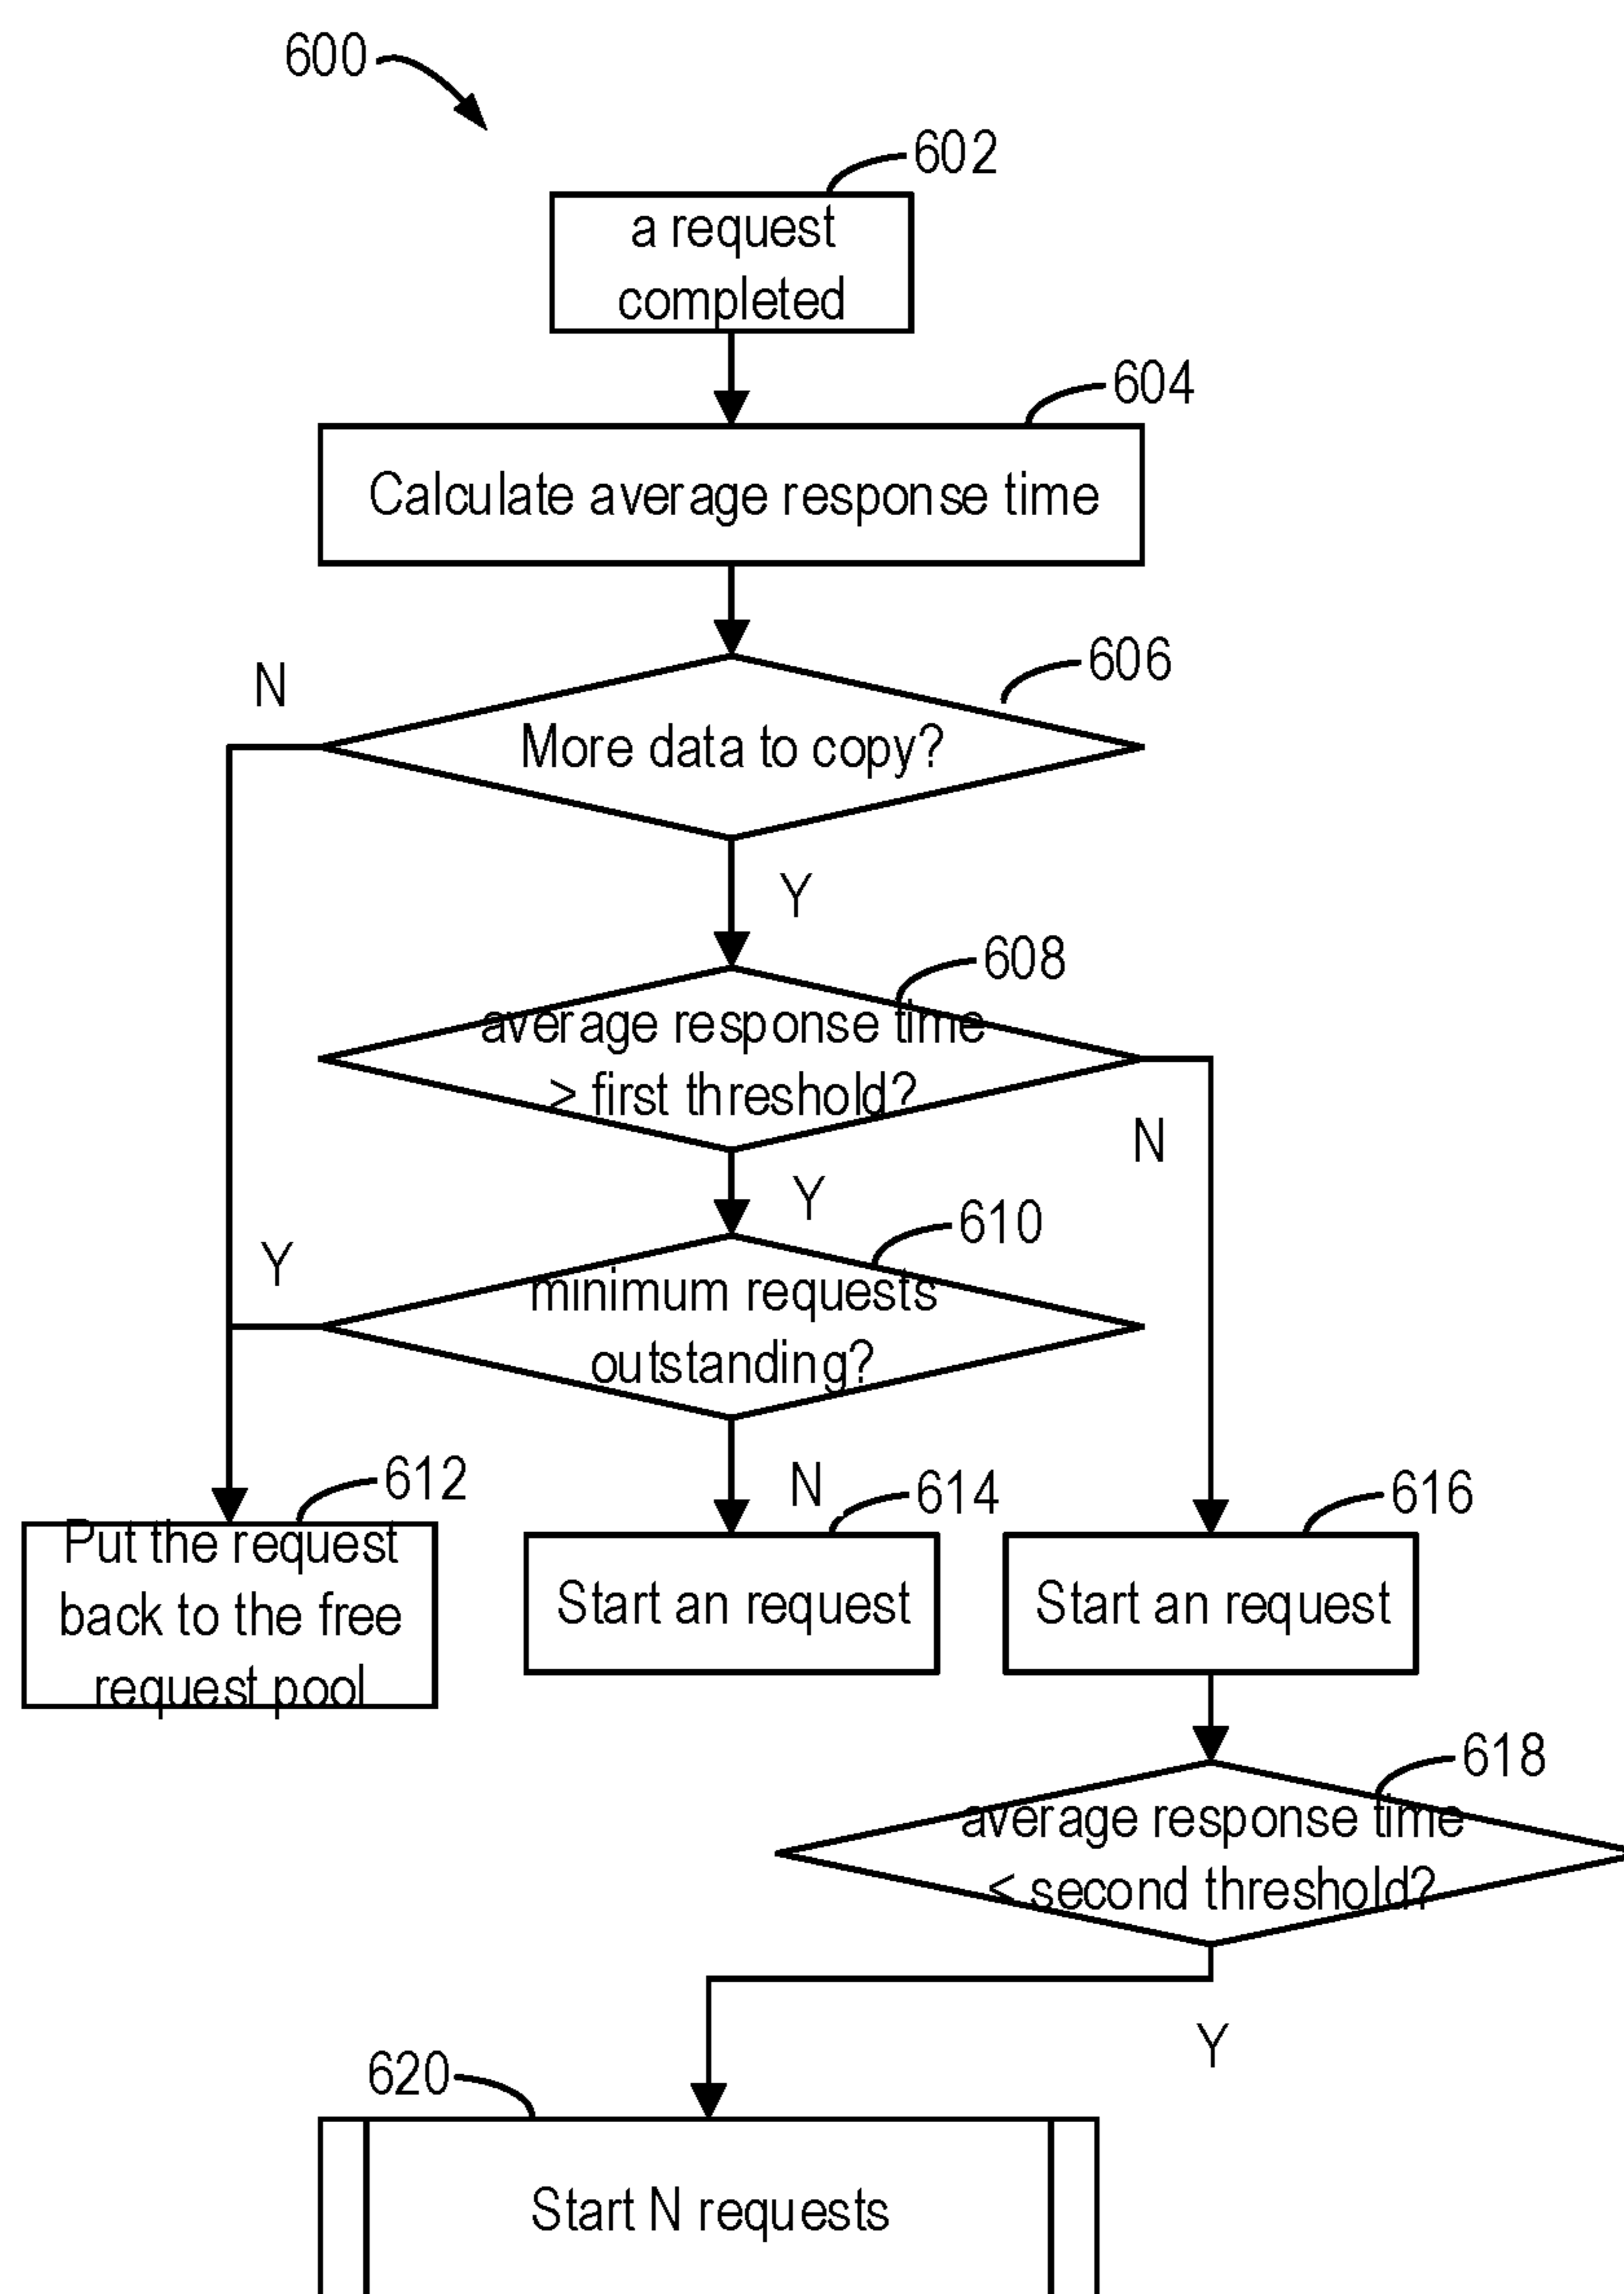 600
602
a request
completed
604
Calculate average response time
606
N
More data to copy?
Y
608
average response time
> first threshold?
N
Y
610
Y
minimum requests
outstanding?
612
N
614
616
Put the request
back to the free
request pool
Start an request
Start an request
618
average response time
< second threshold?
Y
620
Start N requests